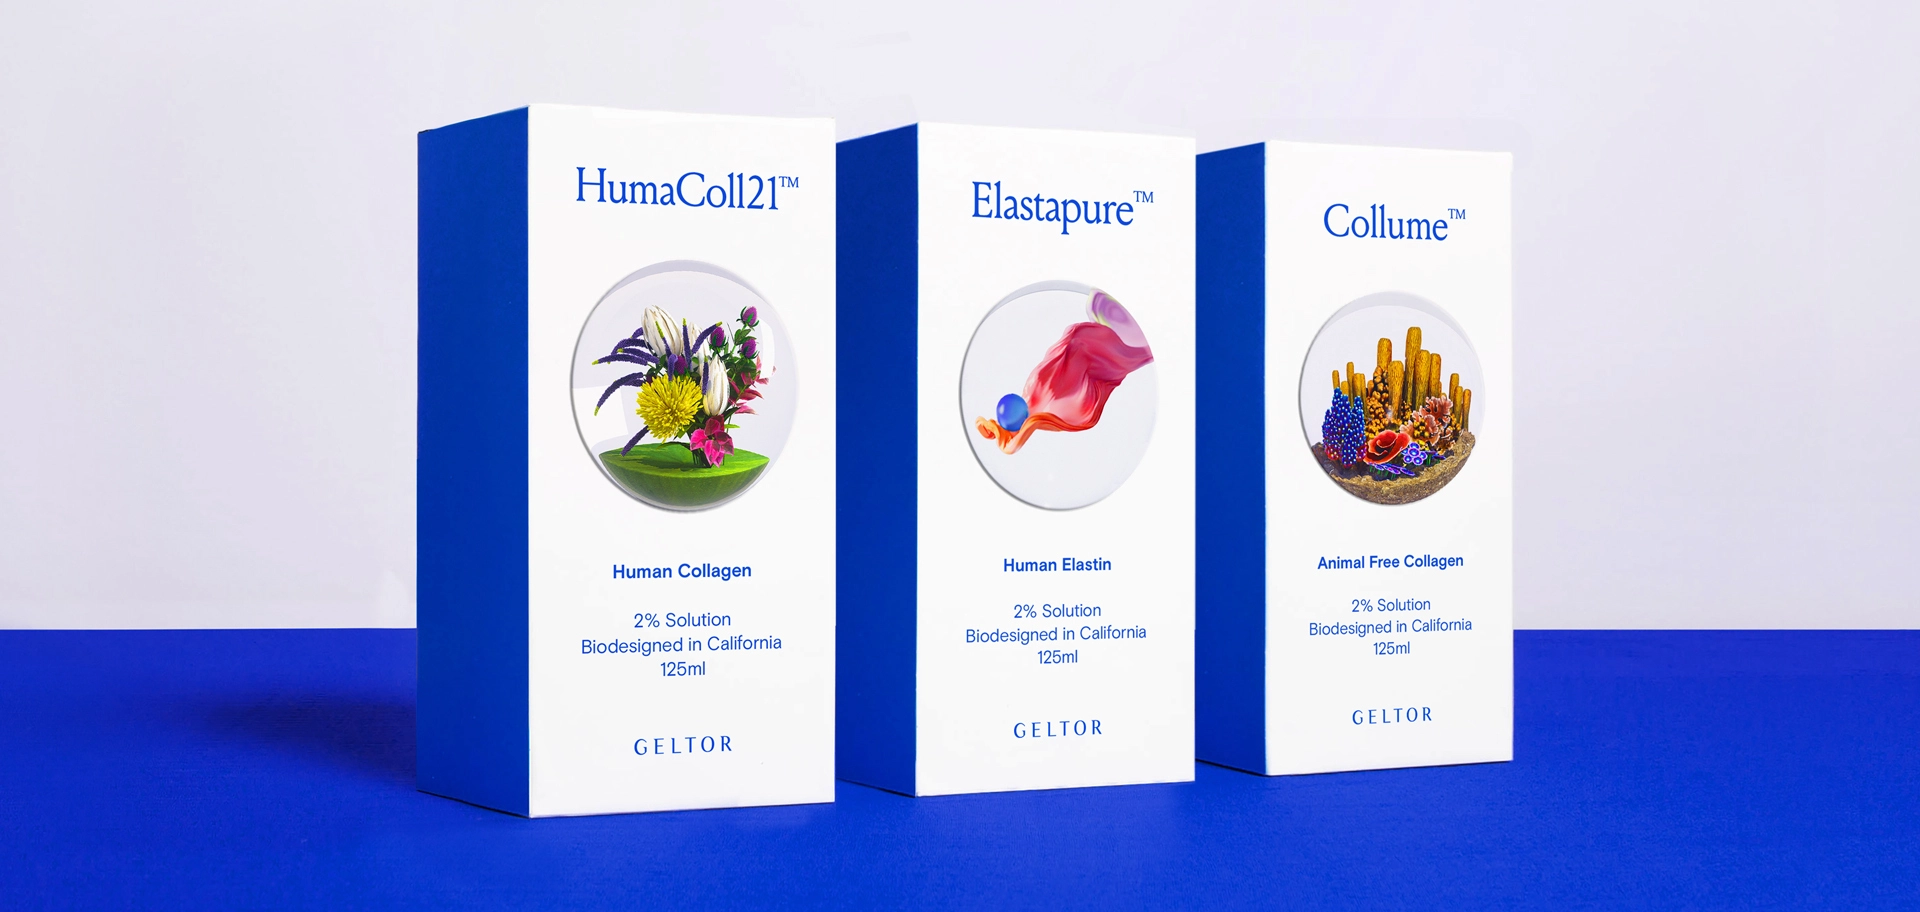 HumaColl21™
Human Collagen
2% Solution
Biodesigned in California
125ml
GELTOR
Elastapure™
Human Elastin
2% Solution
Biodesigned in California
125ml
GELTOR
Collume™
Animal Free Collagen
2% Solution
Biodesigned in California
125ml
GELTOR